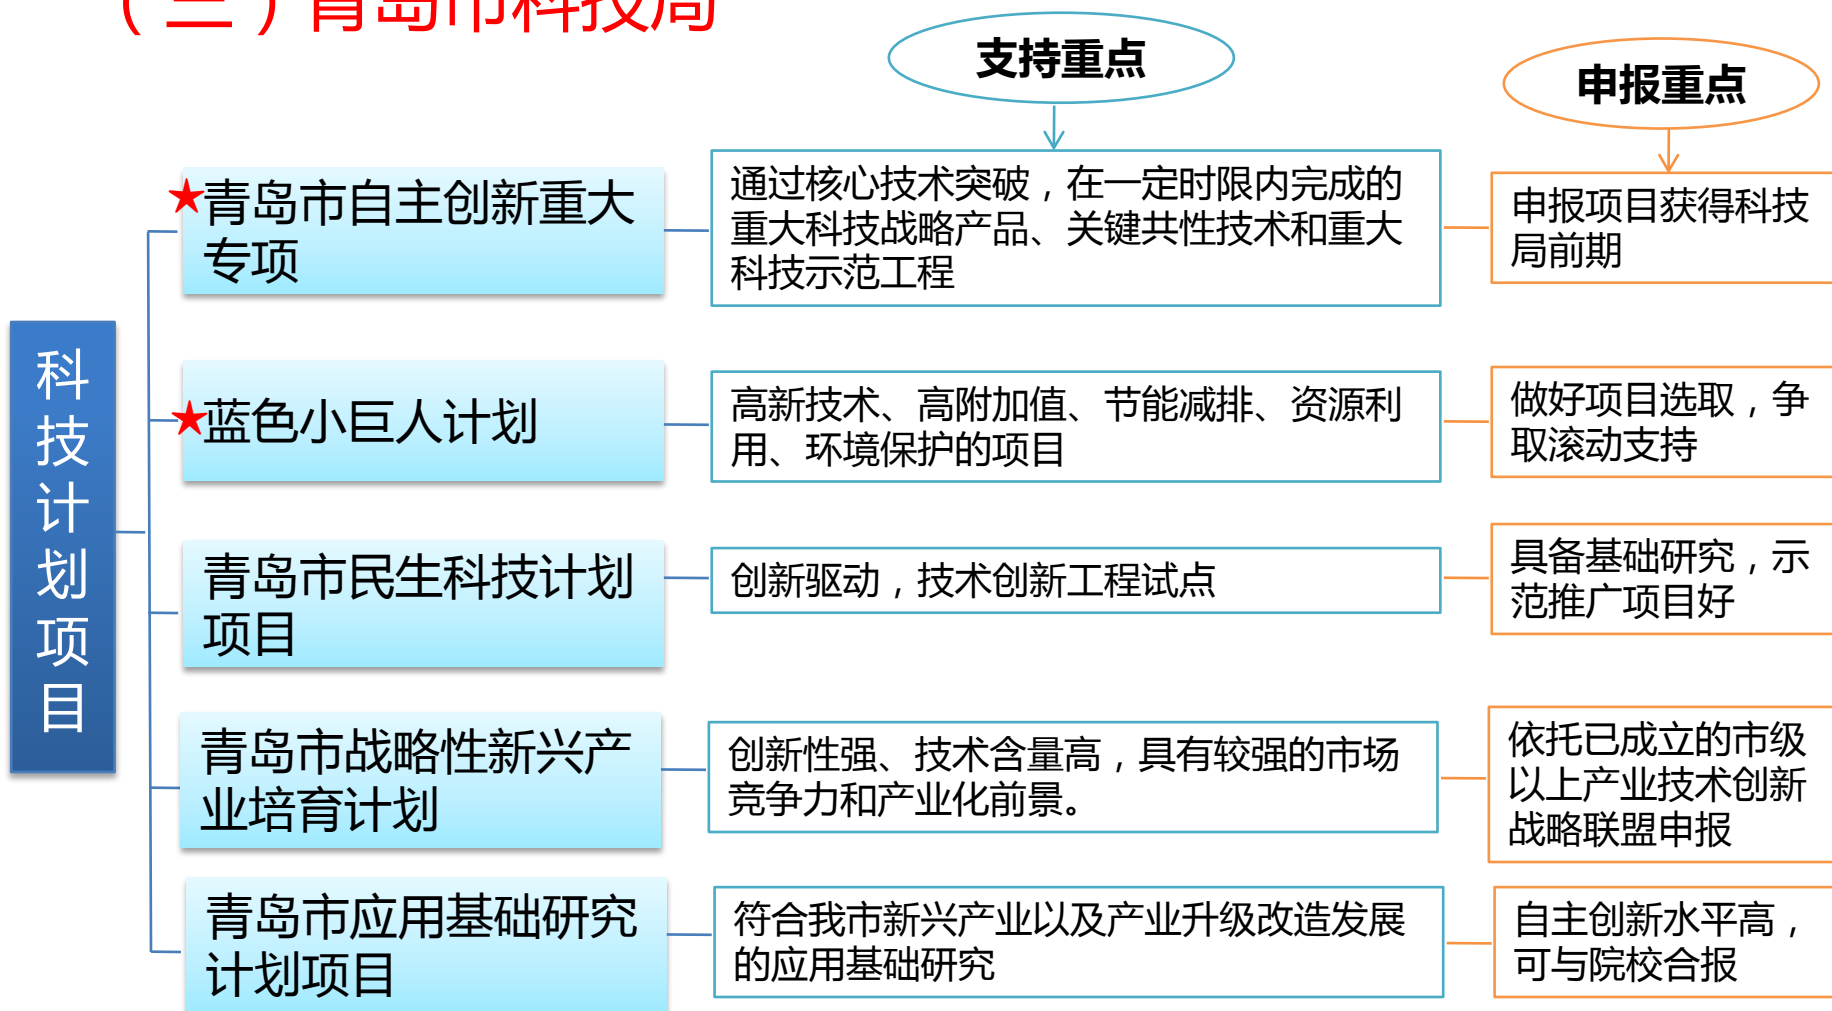 （三）青岛市科技局
支持重点
申报重点
科
技
计
划
项
目
★青岛市自主创新重大
专项
通过核心技术突破，在一定时限内完成的
重大科技战略产品、关键共性技术和重大
科技示范工程
申报项目获得科技
局前期
★蓝色小巨人计划
高新技术、高附加值、节能减排、资源利
用、环境保护的项目
做好项目选取，争
取滚动支持
青岛市民生科技计划
项目
创新驱动，技术创新工程试点
具备基础研究，示
范推广项目好
青岛市战略性新兴产
业培育计划
创新性强、技术含量高，具有较强的市场
竞争力和产业化前景。
依托已成立的市级
以上产业技术创新
战略联盟申报
青岛市应用基础研究
计划项目
符合我市新兴产业以及产业升级改造发展
的应用基础研究
自主创新水平高，
可与院校合报